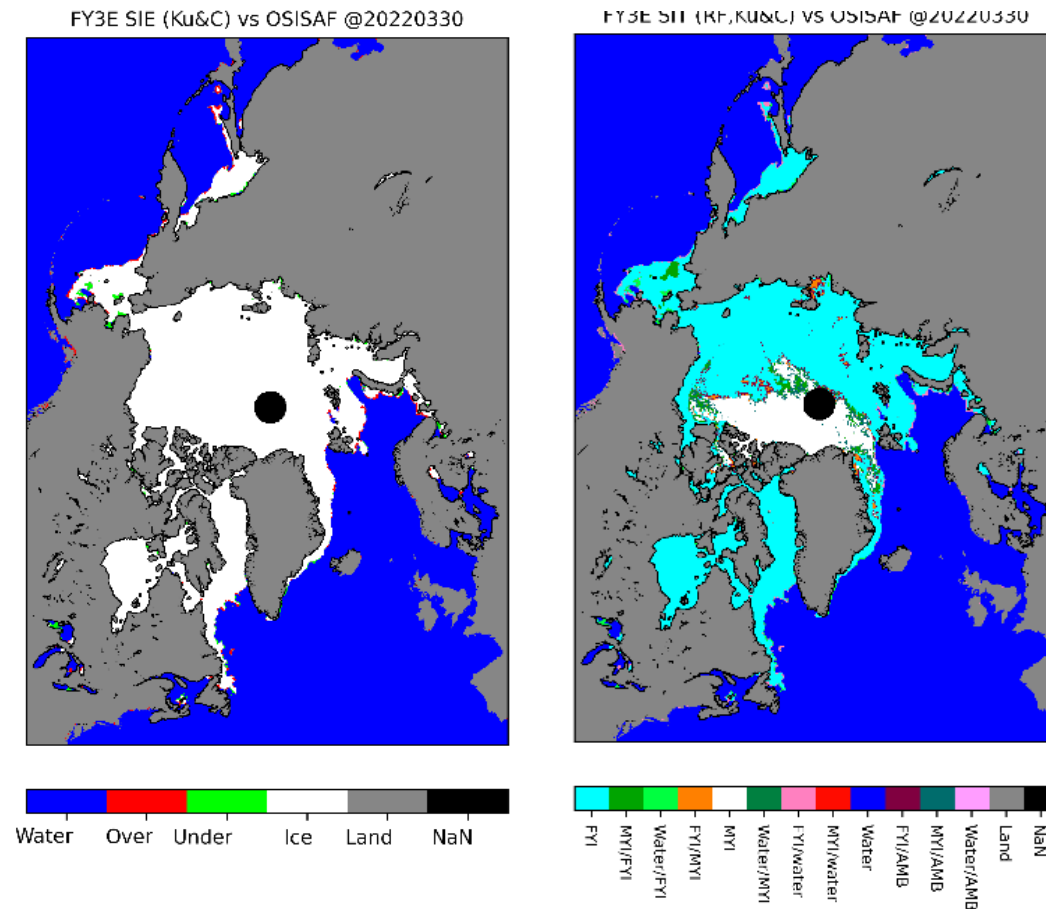 FY3E SIE (Ku&C) vs OSISAF @20220330
FY3E SIT (RF,Ku&C) vs OSISAF @20220330
Water
Over
Under
Ice
Land
NaN
FYI
MYI/FYI
Water/FYI
FYI/MYI
MYI
Water/MYI
FYI/water
MYI/water
Water
FYI/AMB
MYI/AMB
Water/AMB
Land
NaN